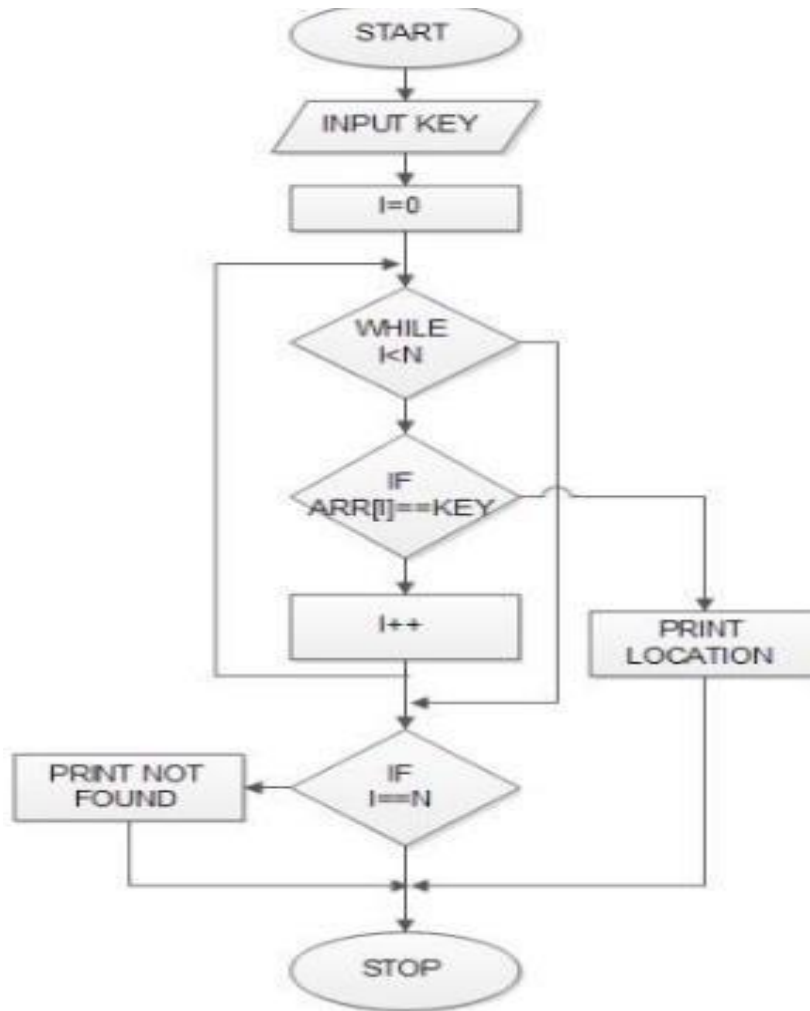 START
INPUT KEY
I=0
WHILE
I<N
IF
ARR[I]==KEY
I++
PRINT
LOCATION
PRINT NOT
FOUND
IF
I==N
STOP